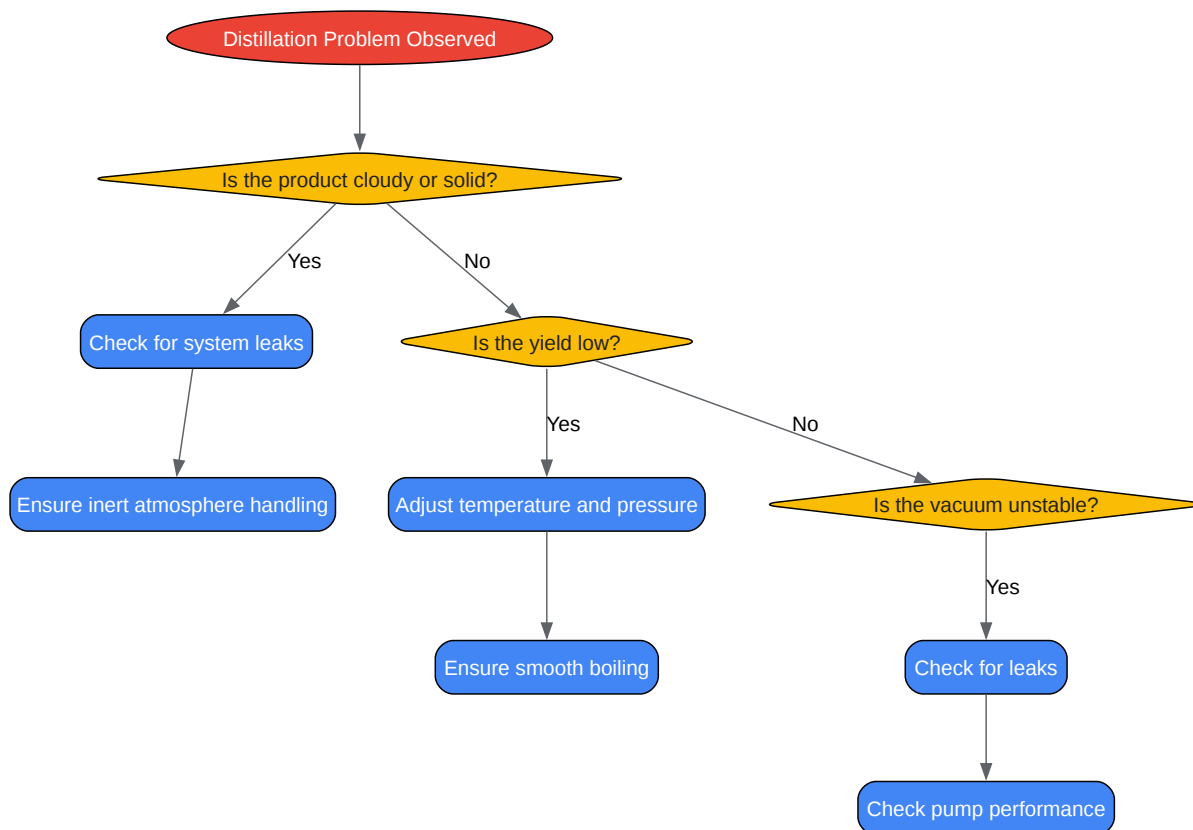 Distillation Problem Observed
Is the product cloudy or solid?
Yes
No
Check for system leaks
Is the yield low?
Yes
No
Ensure inert atmosphere handling
Adjust temperature and pressure
Is the vacuum unstable?
Yes
Ensure smooth boiling
Check for leaks
Check pump performance